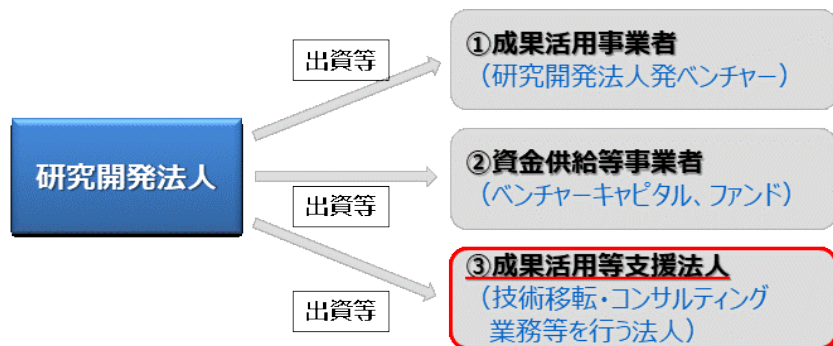 研究開発法人
出資等
①成果活用事業者
（研究開発法人発ベンチャー）
出資等
②資金供給等事業者
（ベンチャーキャピタル、ファンド）
出資等
③成果活用等支援法人
（技術移転・コンサルティング
業務等を行う法人）